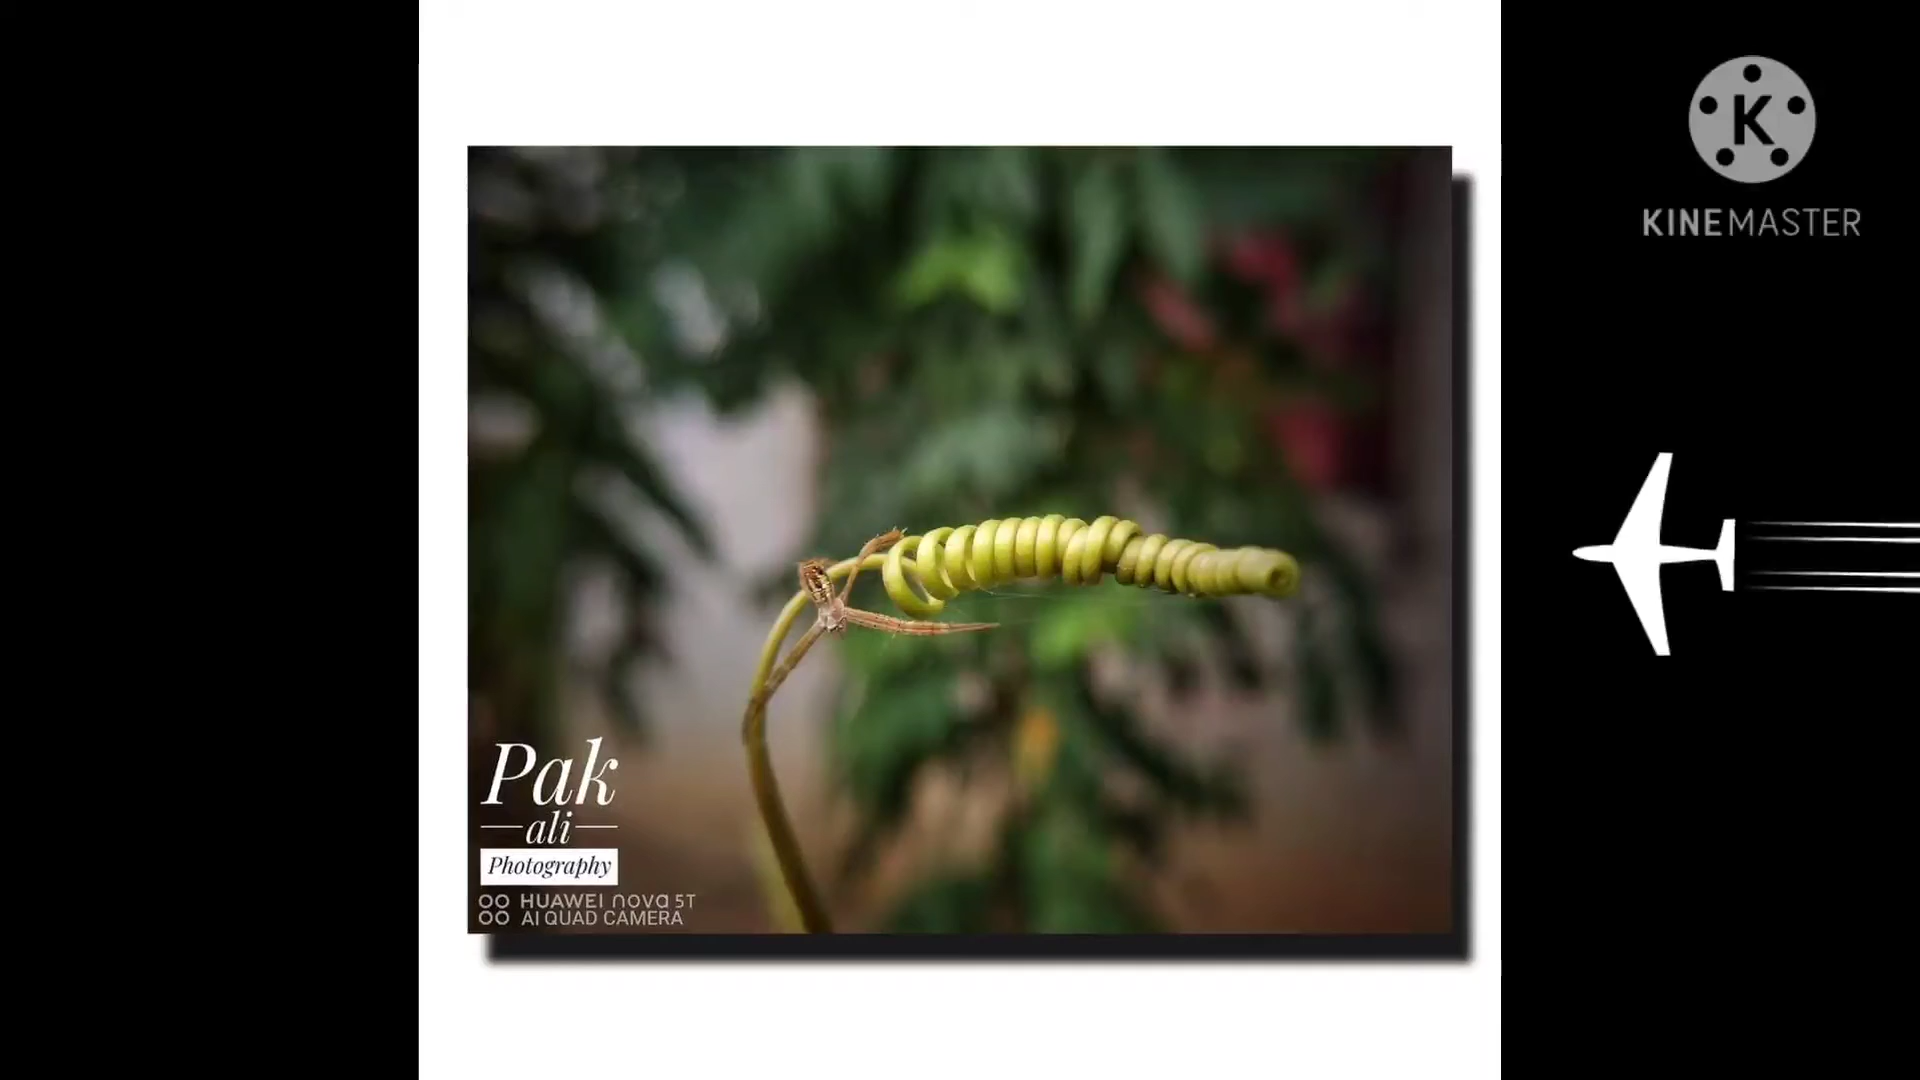 K
KINEMASTER
Pak
ali
Photography
HUAWEI nova 5T
AI QUAD CAMERA